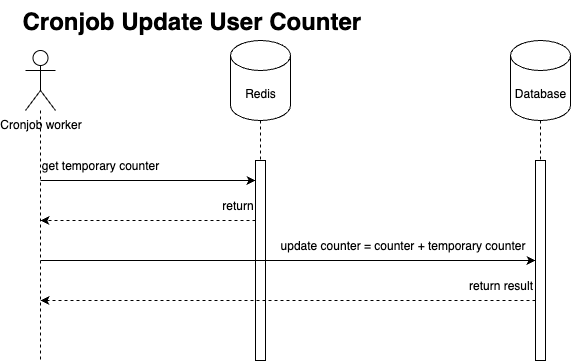 Cronjob Update User Counter
Redis
Database
Cronjob worker
get temporary counter
return
update counter = counter + temporary counter
return result